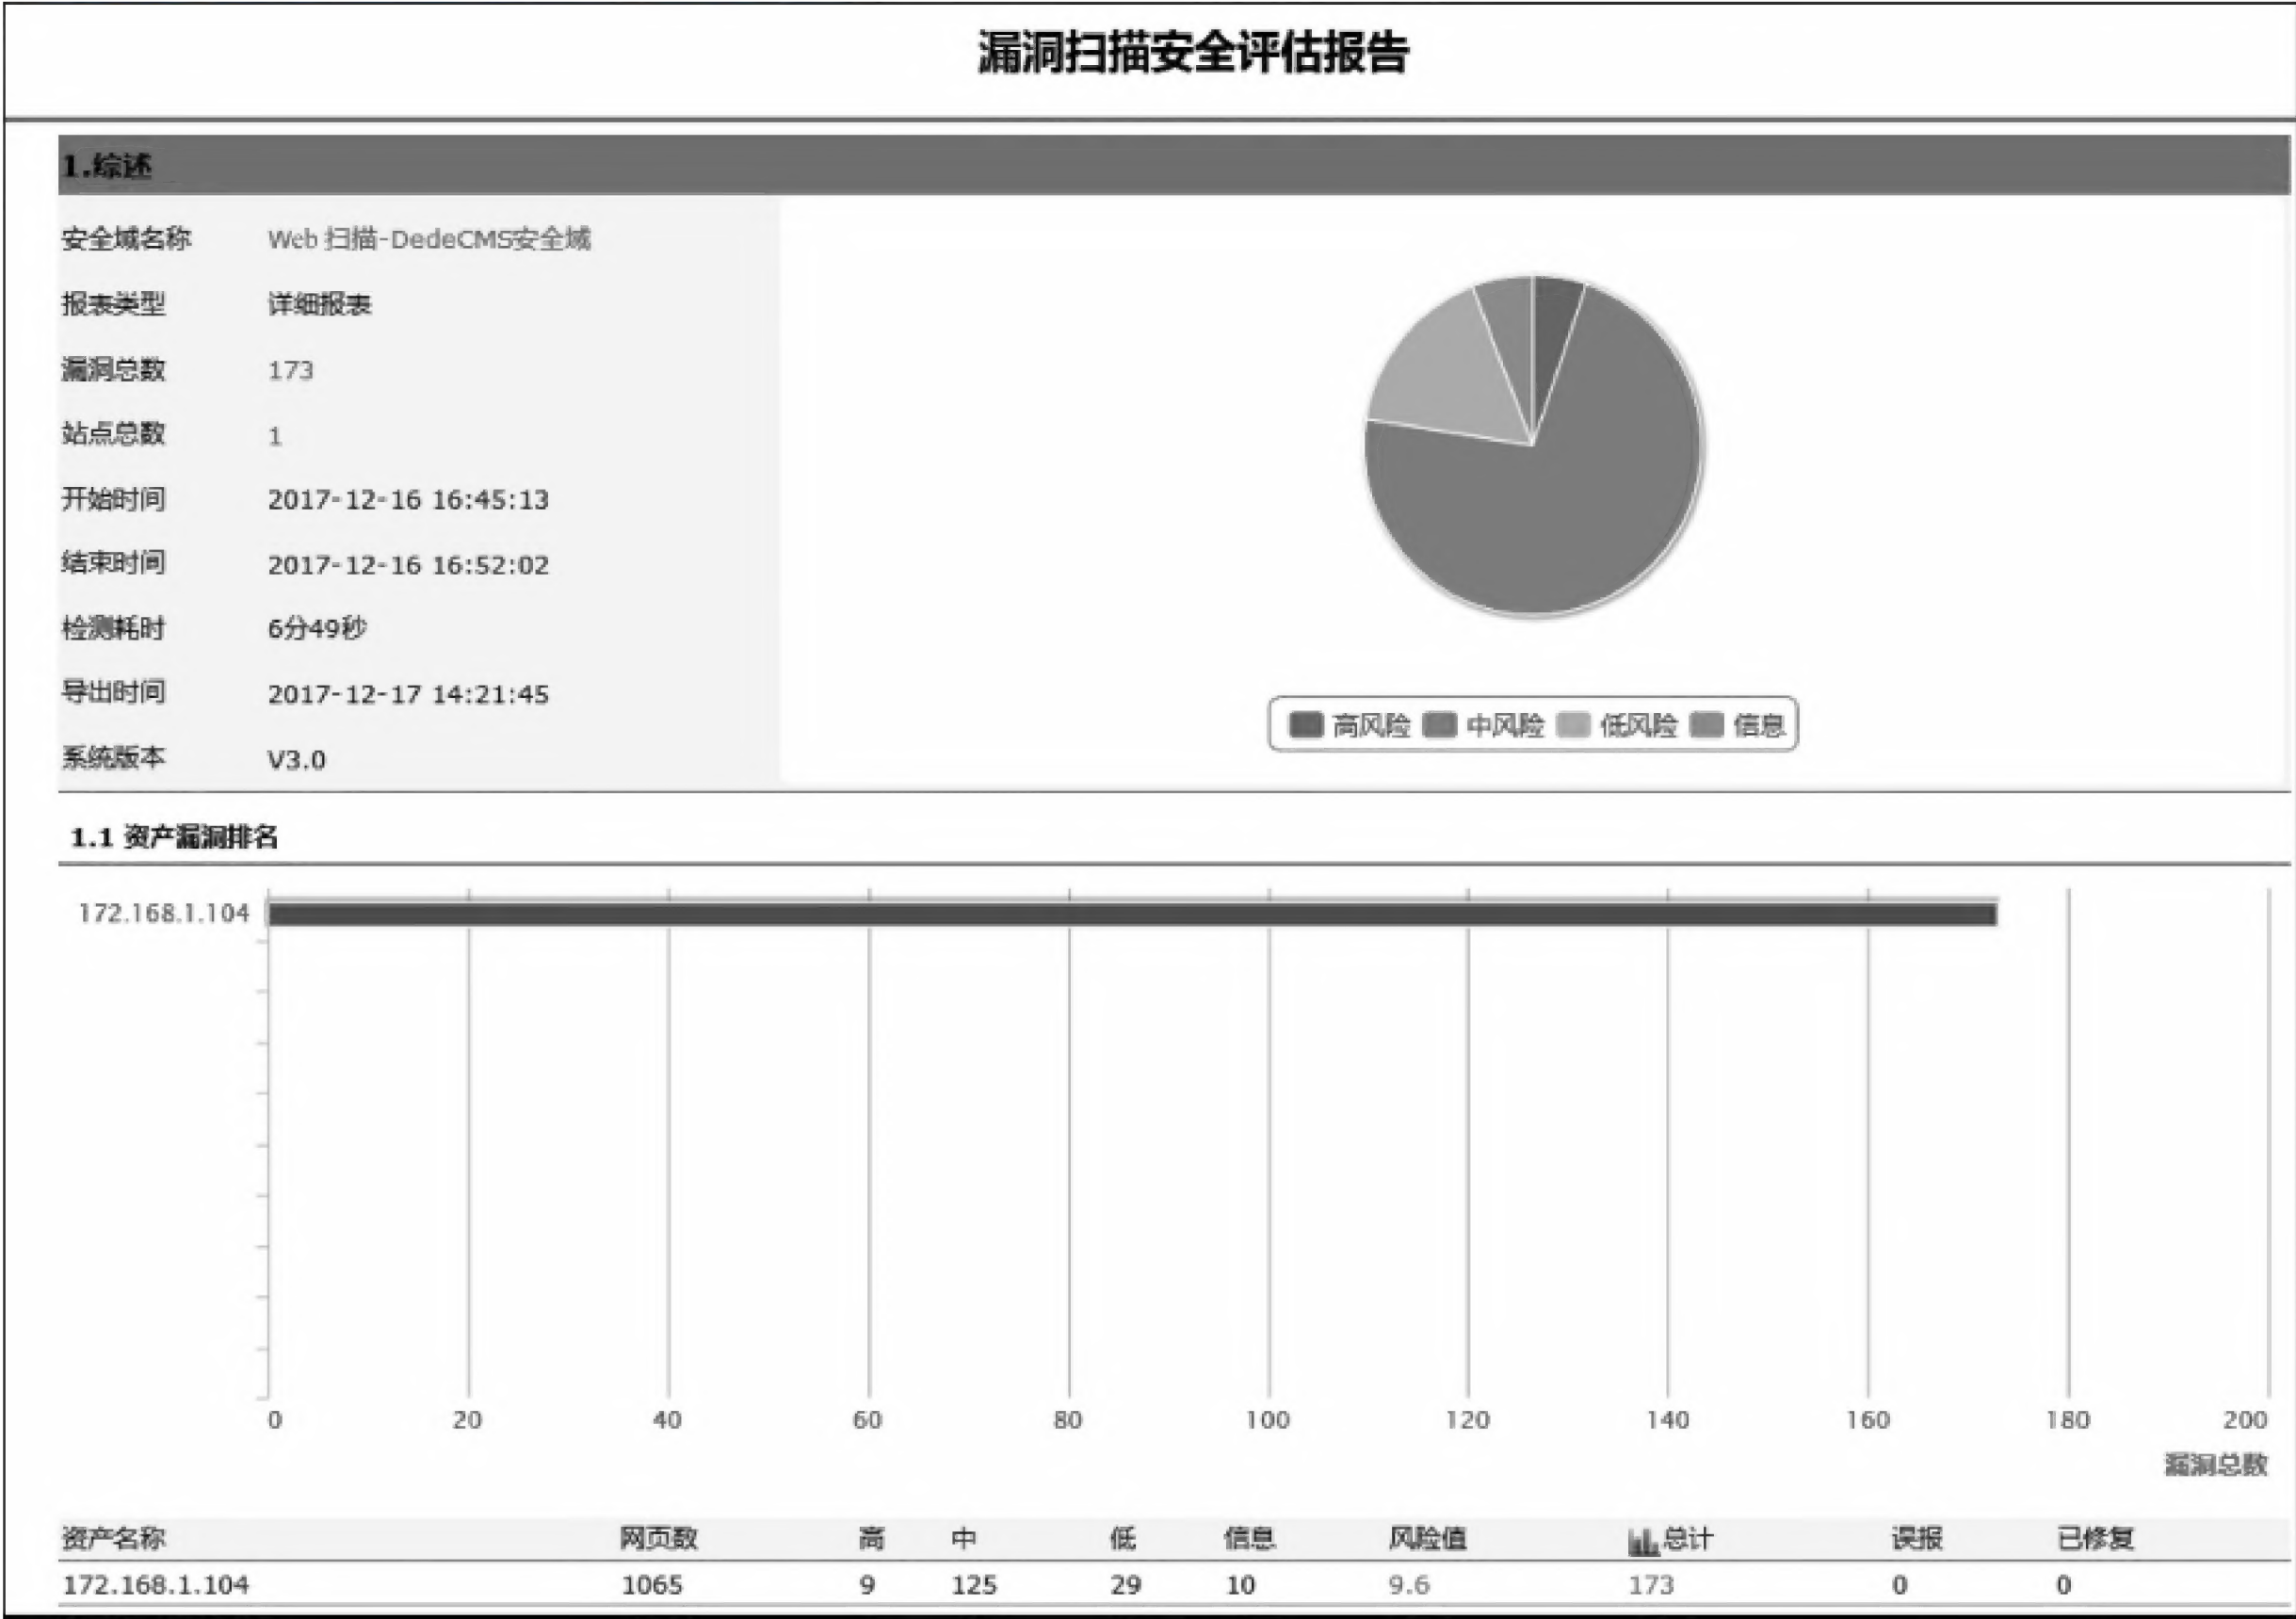 漏洞扫描安全评估报告
1.综述
安全域名称 Web 扫描-DedeCMS安全域
报表类型 详细报表
漏洞总数 173
站点总数 1
开始时间 2017-12-16 16:45:13
结束时间 2017-12-16 16:52:02
检测耗时 6分49秒
导出时间 2017-12-17 14:21:45
系统版本 V3.0
高风险 中风险 低风险 信息
1.1 资产漏洞排名
172.168.1.104
0 20 40 60 80 100 120 140 160 180 200
漏洞总数
资产名称 网页数 高 中 低 信息 风险值 总计 误报 已修复
172.168.1.104 1065 9 125 29 10 9.6 173 0 0